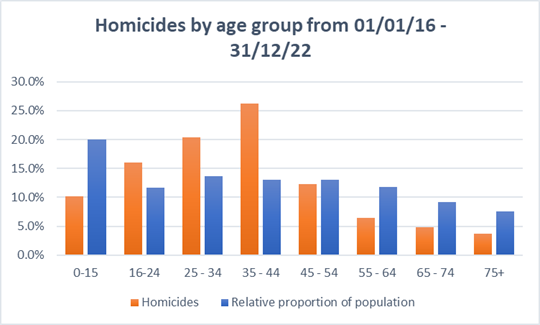 Homicides by age group from 01/01/16 -
31/12/22
30.0%
25.0%
20.0%
15.0%
10.0%
5.0%
0.0%
0-15 16-24 25 - 34 35 - 44 45 - 54 55 - 64 65 - 74 75+
Homicides Relative proportion of population